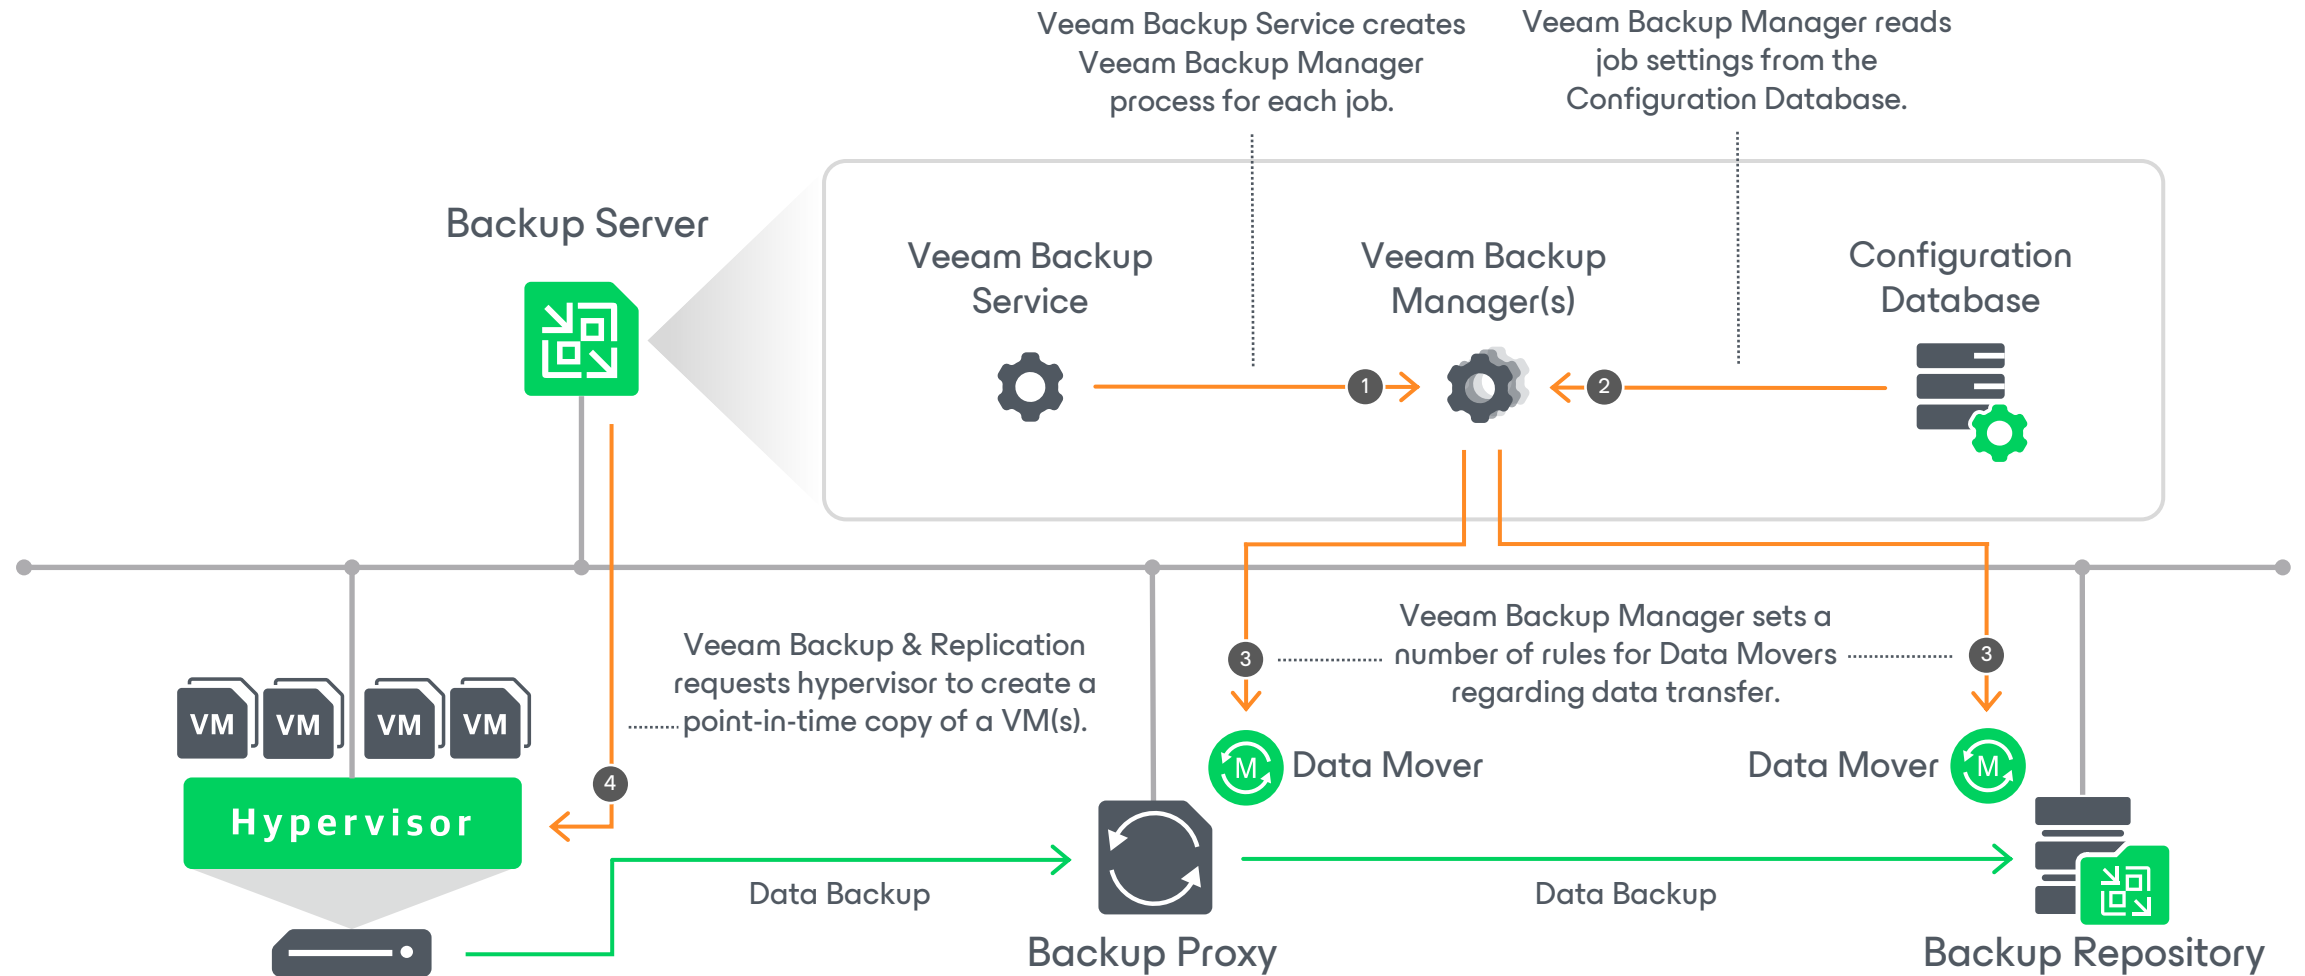 Veeam Backup Service creates
Veeam Backup Manager
process for each job.
Veeam Backup Manager reads
job settings from the
Configuration Database.
Backup Server
Veeam Backup
Service
Veeam Backup
Manager(s)
Configuration
Database
1
2
Veeam Backup & Replication
requests hypervisor to create a
point-in-time copy of a VM(s).
Veeam Backup Manager sets a
number of rules for Data Movers
regarding data transfer.
3
3
VM
VM
VM
VM
4
M
Data Mover
Data Mover
M
Hypervisor
Data Backup
Data Backup
Backup Proxy
Backup Repository